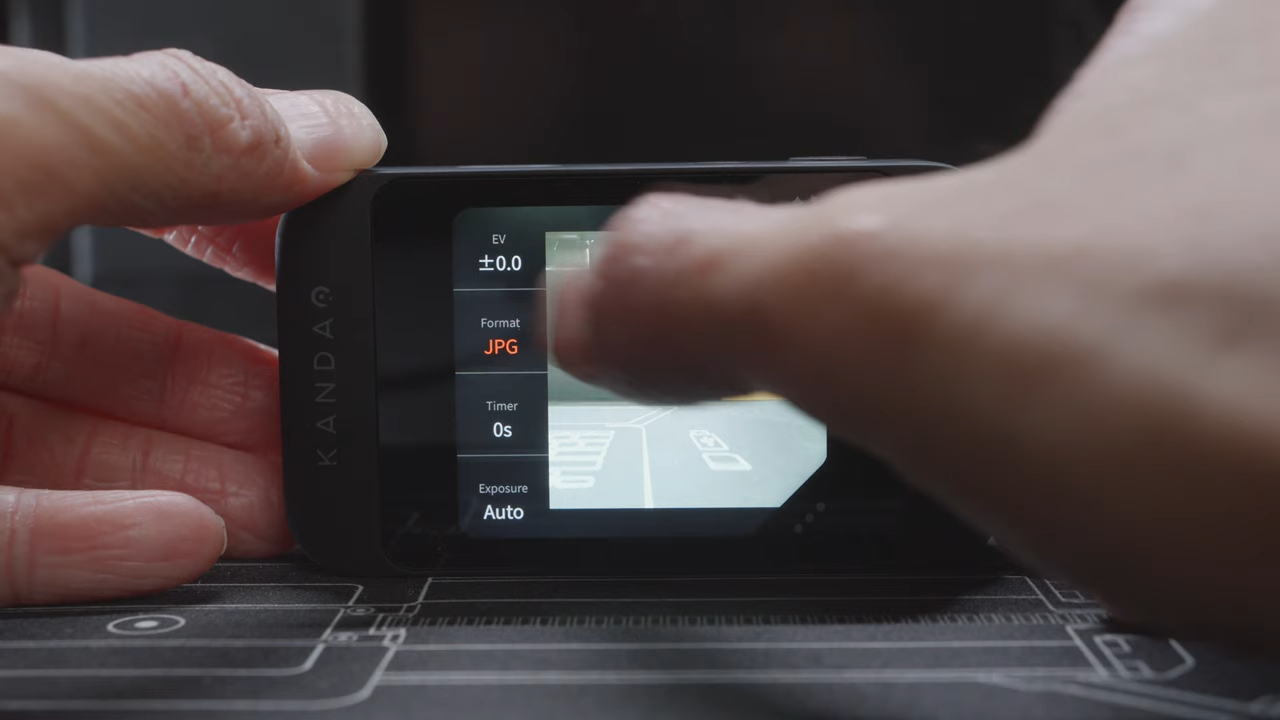 KANDAO
EV
±0.0
Format
JPG
Timer
0s
Exposure
Auto